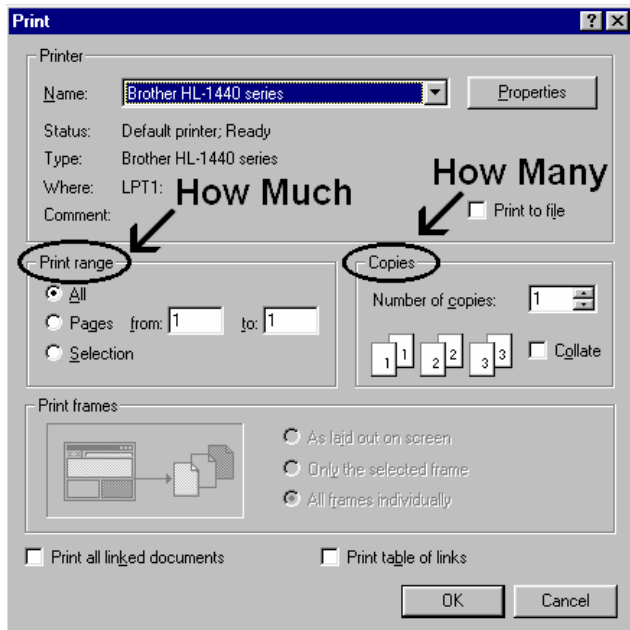 Print
Printer
Name: Brother HL-1440 series Properties
Status: Default printer; Ready
Type: Brother HL-1440 series
Where: LPT1:
How Much
How Many
Comment:
Print to file
Print range
Copies
All
Number of copies: 1
Pages from: 1 to: 1
Selection
1 1 2 2 3 3 Collate
Print frames
As laid out on screen
Only the selected frame
All frames individually
Print all linked documents Print table of links
OK Cancel